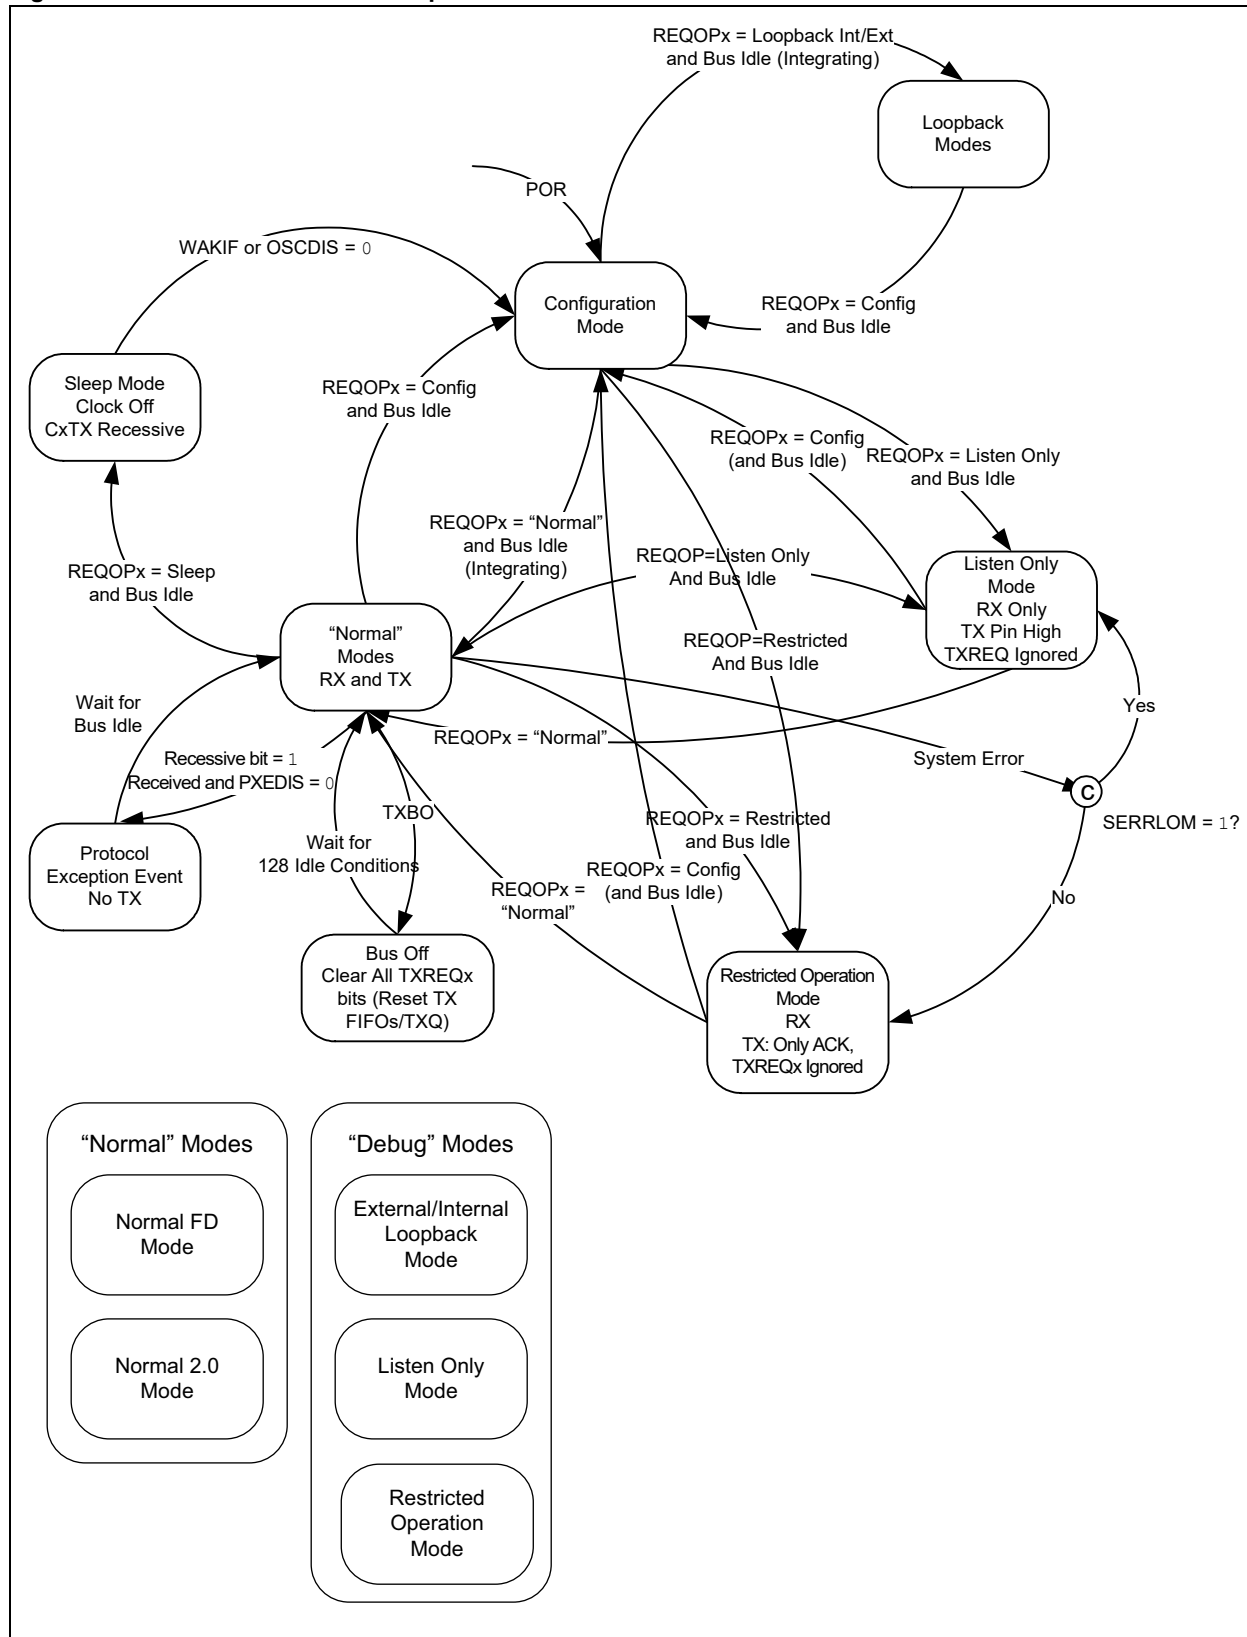 REQOPx = Loopback Int/Ext
and Bus Idle (Integrating)
Loopback
Modes
POR
WAKIF or OSCDIS = 0
Configuration
Mode
REQOPx = Config
and Bus Idle
Sleep Mode
Clock Off
CxTX Recessive
REQOPx = Config
and Bus Idle
REQOPx = Config
(and Bus Idle)
REQOPx = Listen Only
and Bus Idle
REQOPx = “Normal”
and Bus Idle
(Integrating)
REQOP=Listen Only
And Bus Idle
Listen Only
Mode
RX Only
TX Pin High
TXREQ Ignored
REQOPx = Sleep
and Bus Idle
“Normal”
Modes
RX and TX
REQOP=Restricted
And Bus Idle
Wait for
Bus Idle
Yes
REQOPx = “Normal”
Recessive bit = 1
Received and PXEDIS = 0
System Error
C
SERRLOM = 1?
TXBO
REQOPx = Restricted
and Bus Idle
Wait for
128 Idle Conditions
Protocol
Exception Event
No TX
REQOPx = Config
(and Bus Idle)
REQOPx =
“Normal”
No
Bus Off
Clear All TXREQx
bits (Reset TX
FIFOs/TXQ)
Restricted Operation
Mode
RX
TX: Only ACK,
TXREQx Ignored
“Normal” Modes
Normal FD
Mode
Normal 2.0
Mode
“Debug” Modes
External/Internal
Loopback
Mode
Listen Only
Mode
Restricted
Operation
Mode